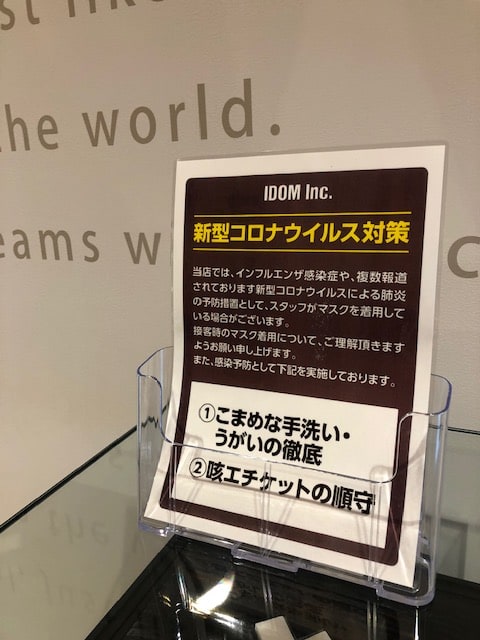 st lik
the world.
eams w
c
IDOM Inc.
新型コロナウイルス対策
当店では、インフルエンザ感染症や、複数報道
されております新型コロナウイルスによる肺炎
の予防措置として、スタッフがマスクを着用して
いる場合がございます。
接客時のマスク着用について、ご理解頂きます
ようお願い申し上げます。
また、感染予防として下記を実施しております。
①こまめな手洗い・
うがいの徹底
②咳エチケットの順守